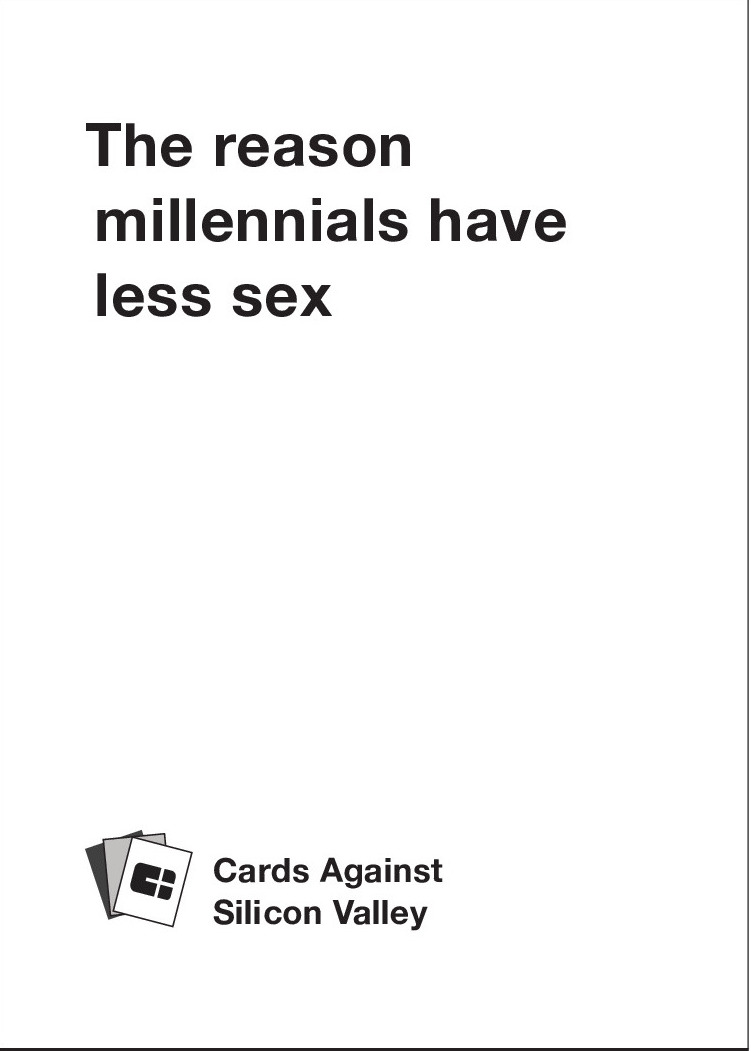 The reason
millennials have
less sex
Cards Against
Silicon Valley